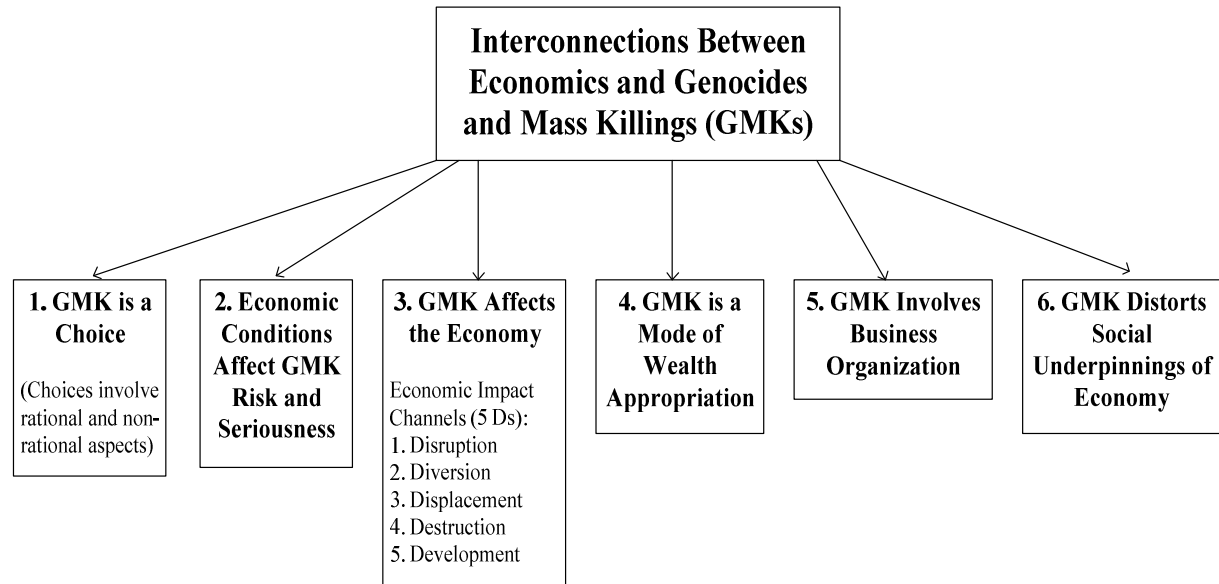 Interconnections Between
Economics and Genocides
and Mass Killings (GMKs)
1. GMK is a
Choice
(Choices involve
rational and non-
rational aspects)
2. Economic
Conditions
Affect GMK
Risk and
Seriousness
3. GMK Affects
the Economy
Economic Impact
Channels (5 Ds):
1. Disruption
2. Diversion
3. Displacement
4. Destruction
5. Development
4. GMK is a
Mode of
Wealth
Appropriation
5. GMK Involves
Business
Organization
6. GMK Distorts
Social
Underpinnings of
Economy